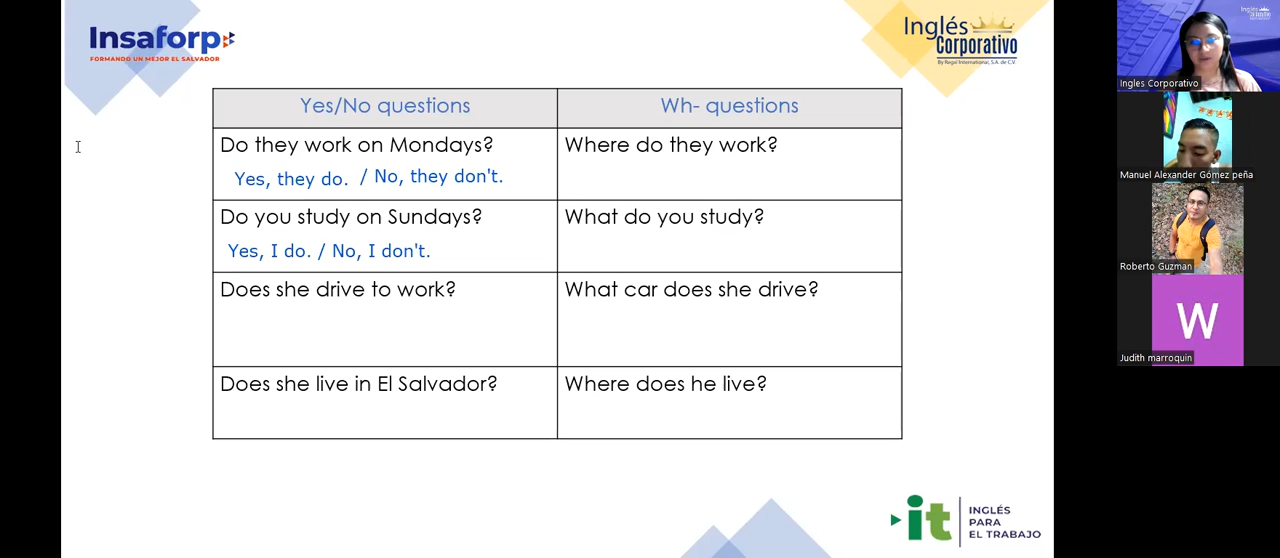 Insaforp
FORMANDO UN MEJOR EL SALVADOR
Inglés
Corporativo
By Regal International, S.A. de C.V.
Yes/No questions
Wh- questions
Do they work on Mondays?
Yes, they do. / No, they don't.
Where do they work?
Do you study on Sundays?
Yes, I do. / No, I don't.
What do you study?
Does she drive to work?
What car does she drive?
Does she live in El Salvador?
Where does he live?
it
INGLÉS
PARA
EL TRABAJO
Ingles Corporativo
Manuel Alexander Gómez peña
Roberto Guzman
W
Judith marroquin